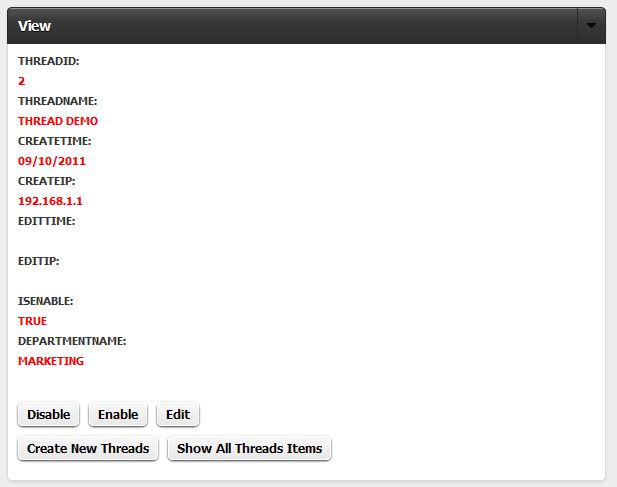 View
THREADID:
2
THREADNAME:
THREAD DEMO
CREATETIME:
09/10/2011
CREATEIP:
192.168.1.1
EDITTIME:
EDITIP:
ISENABLE:
TRUE
DEPARTMENTNAME:
MARKETING
Disable Enable Edit
Create New Threads Show All Threads Items